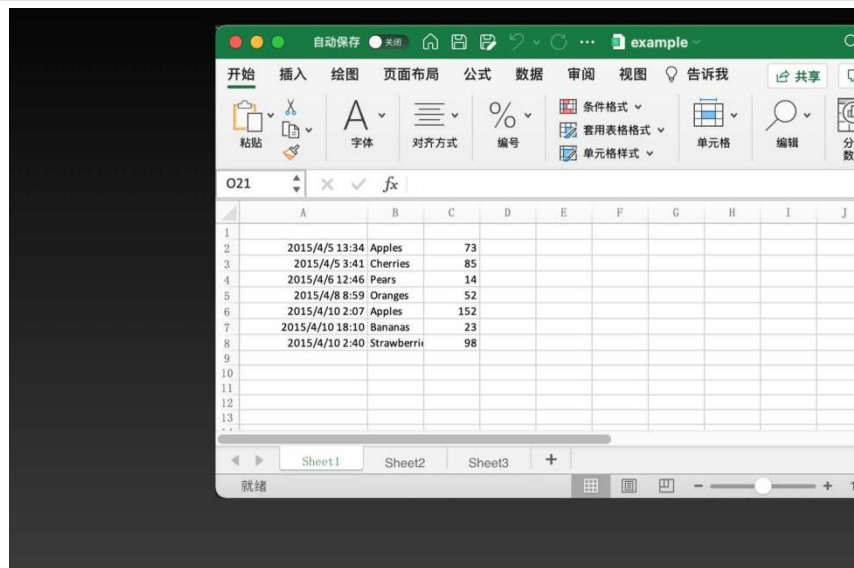 自动保存 关闭 ... example
开始 插入 绘图 页面布局 公式 数据 审阅 视图 告诉我 共享
粘贴 字体 对齐方式 % 编号 条件格式 套用表格格式 单元格样式 单元格 编辑 分 数
O21 fx
A B C D E F G H I J
1
2 2015/4/5 13:34 Apples 73
3 2015/4/5 3:41 Cherries 85
4 2015/4/6 12:46 Pears 14
5 2015/4/8 8:59 Oranges 52
6 2015/4/10 2:07 Apples 152
7 2015/4/10 18:10 Bananas 23
8 2015/4/10 2:40 Strawberrie 98
9
10
11
12
13
Sheet1 Sheet2 Sheet3 +
就绪 - + 1